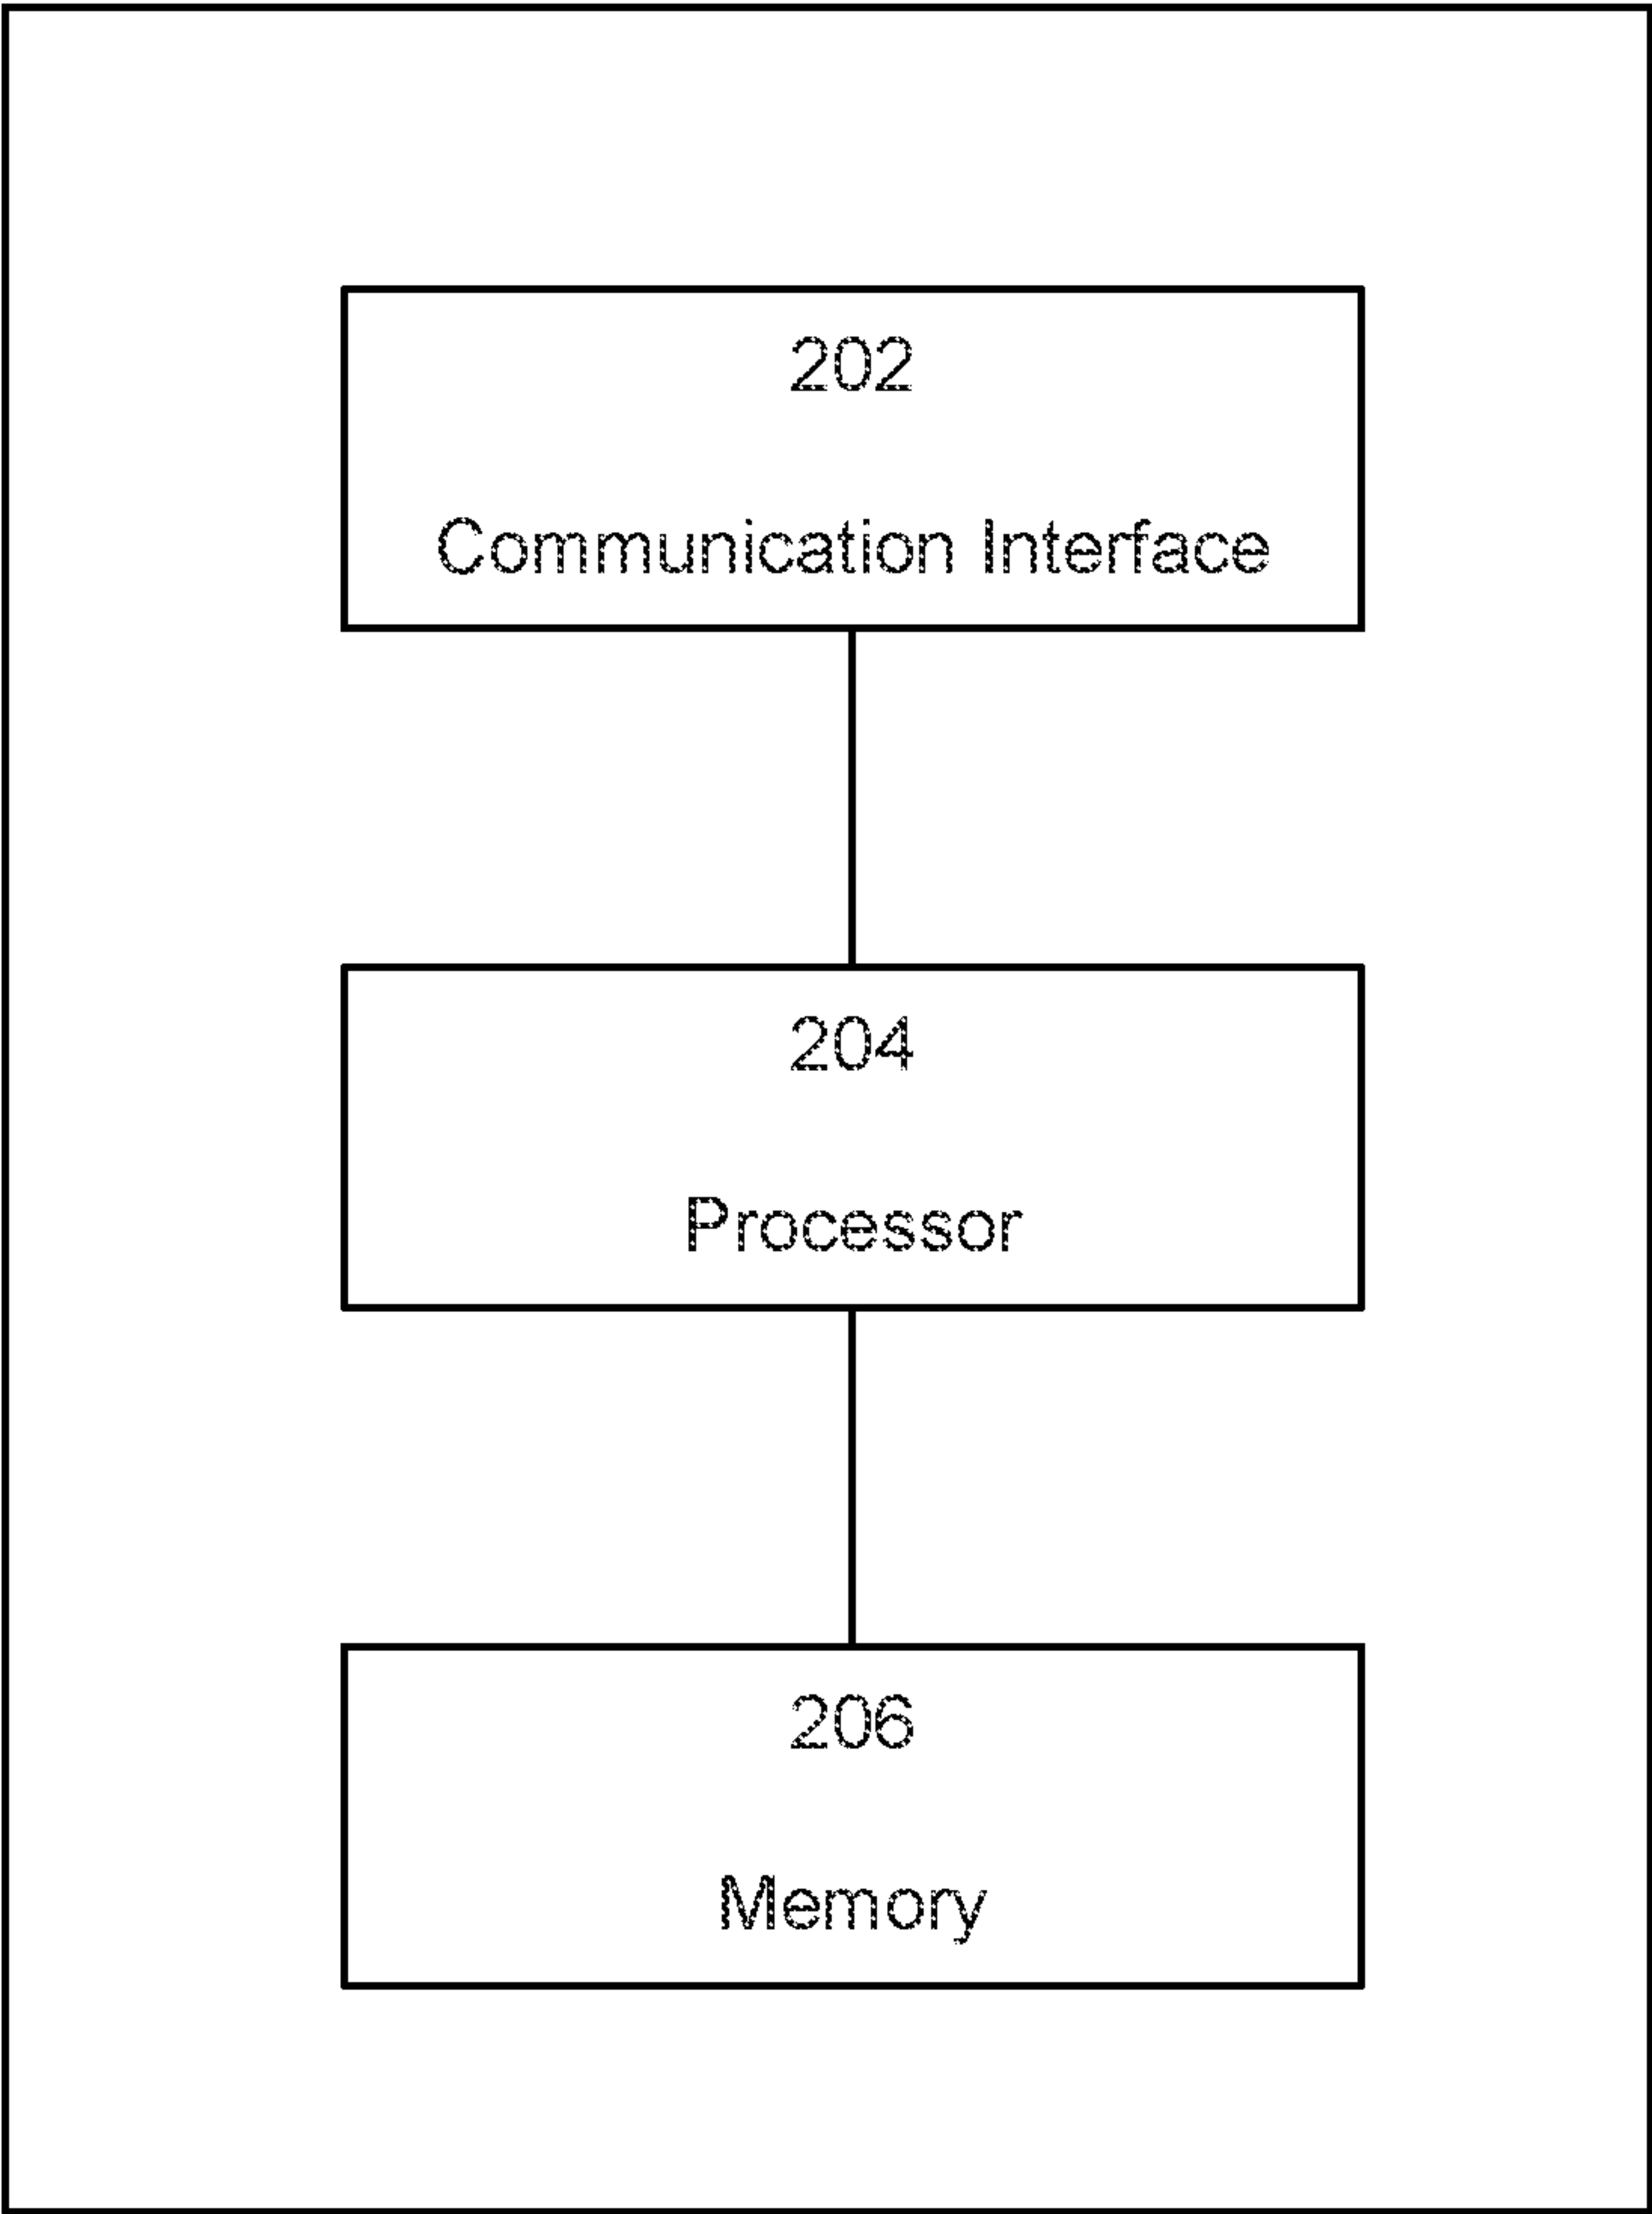 202
Communication Interface
204
Processor
206
Memory